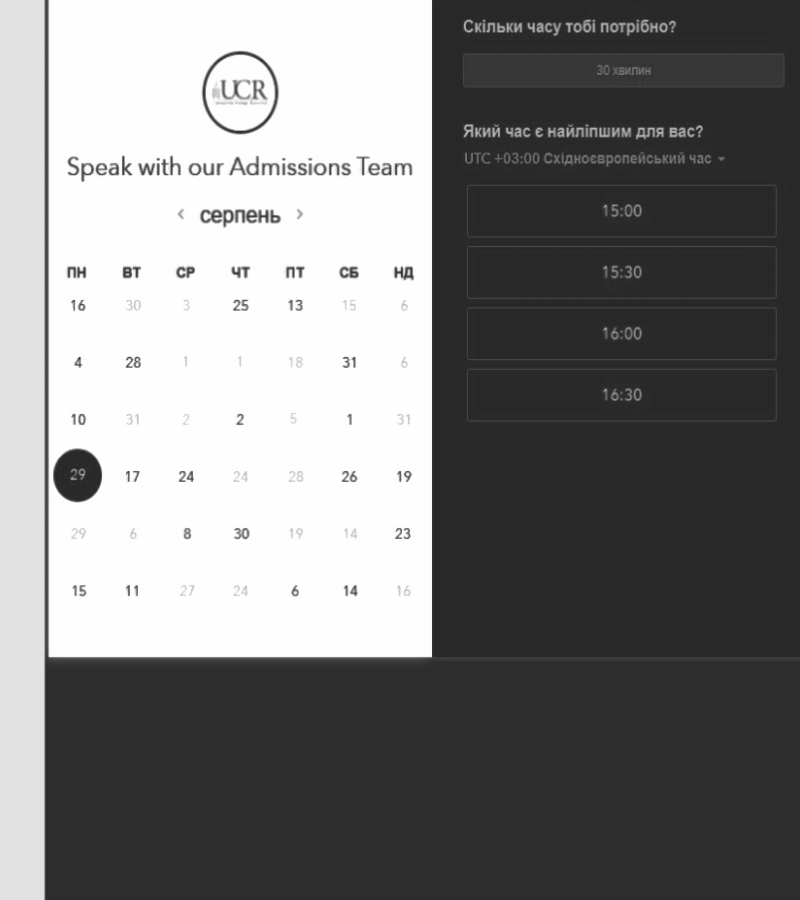 UCR
Speak with our Admissions Team
серпень
ПН ВТ СР ЧТ ПТ СБ НД
16 30 3 25 13 15 6
4 28 1 1 18 31 6
10 31 2 2 5 1 31
29 17 24 24 28 26 19
29 6 8 30 19 14 23
15 11 27 24 6 14 16
Скільки часу тобі потрібно?
30 хвилин
Який час є найліпшим для вас?
UTC +03:00 Східноєвропейський час
15:00
15:30
16:00
16:30